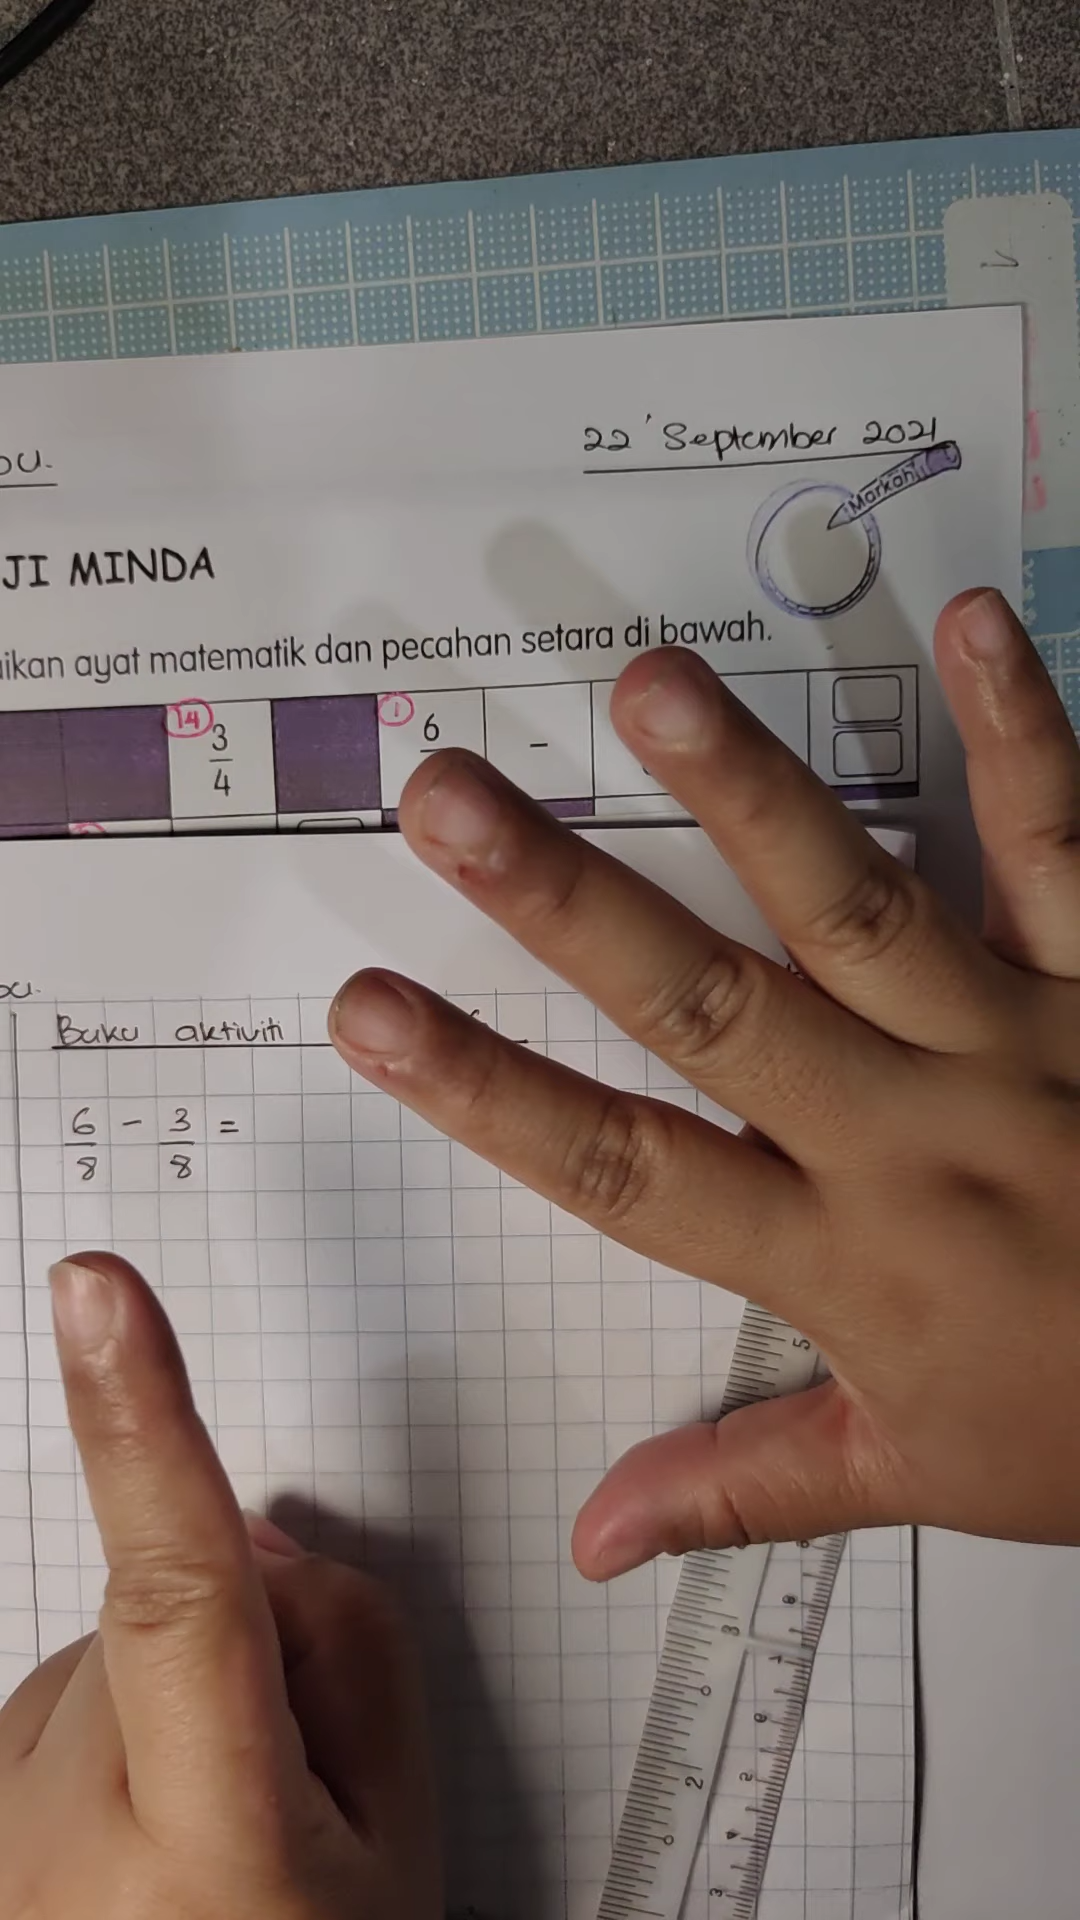 22 September 2021
Markah
JI MINDA
ikan ayat matematik dan pecahan setara di bawah.
14 3/4 1 6 -
Buku aktiviti
6/8 - 3/8 =